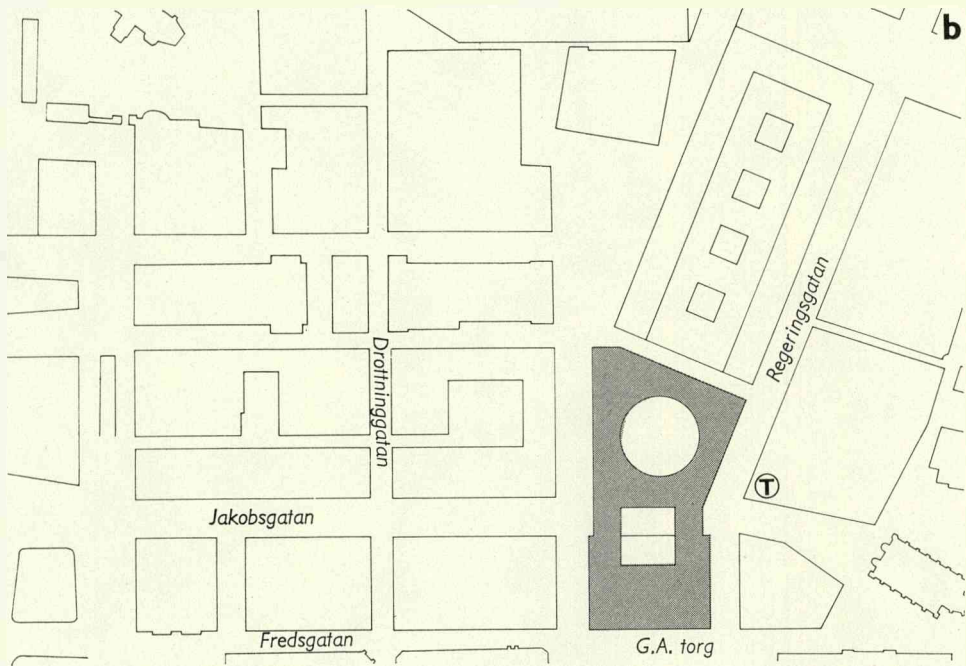 b
Regeringsgatan
Drottninggatan
T
Jakobsgatan
Fredsgatan
G.A. torg